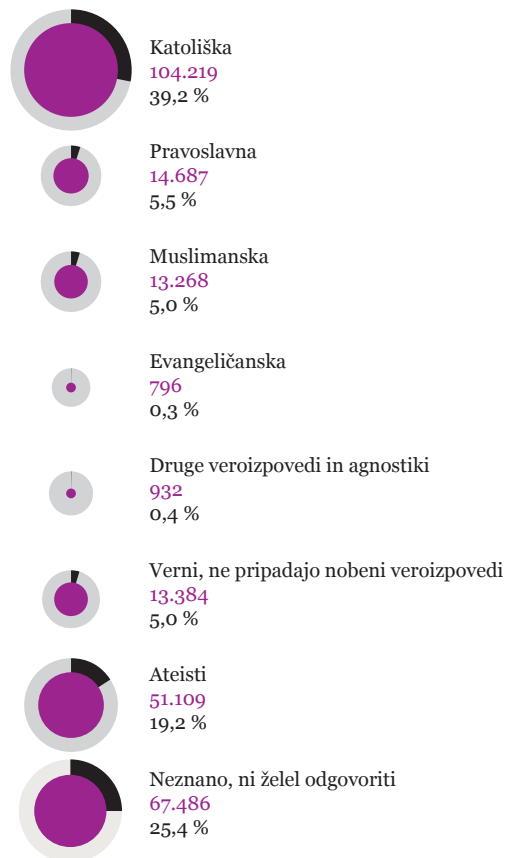 Katoliška
104.219
39,2 %
Pravoslavna
14.687
5,5 %
Muslimanska
13.268
5,0 %
Evangeličanska
796
0,3 %
Druge veroizpovedi in agnostiki
932
0,4 %
Verni, ne pripadajo nobeni veroizpovedi
13.384
5,0 %
Ateisti
51.109
19,2 %
Neznano, ni želel odgovoriti
67.486
25,4 %